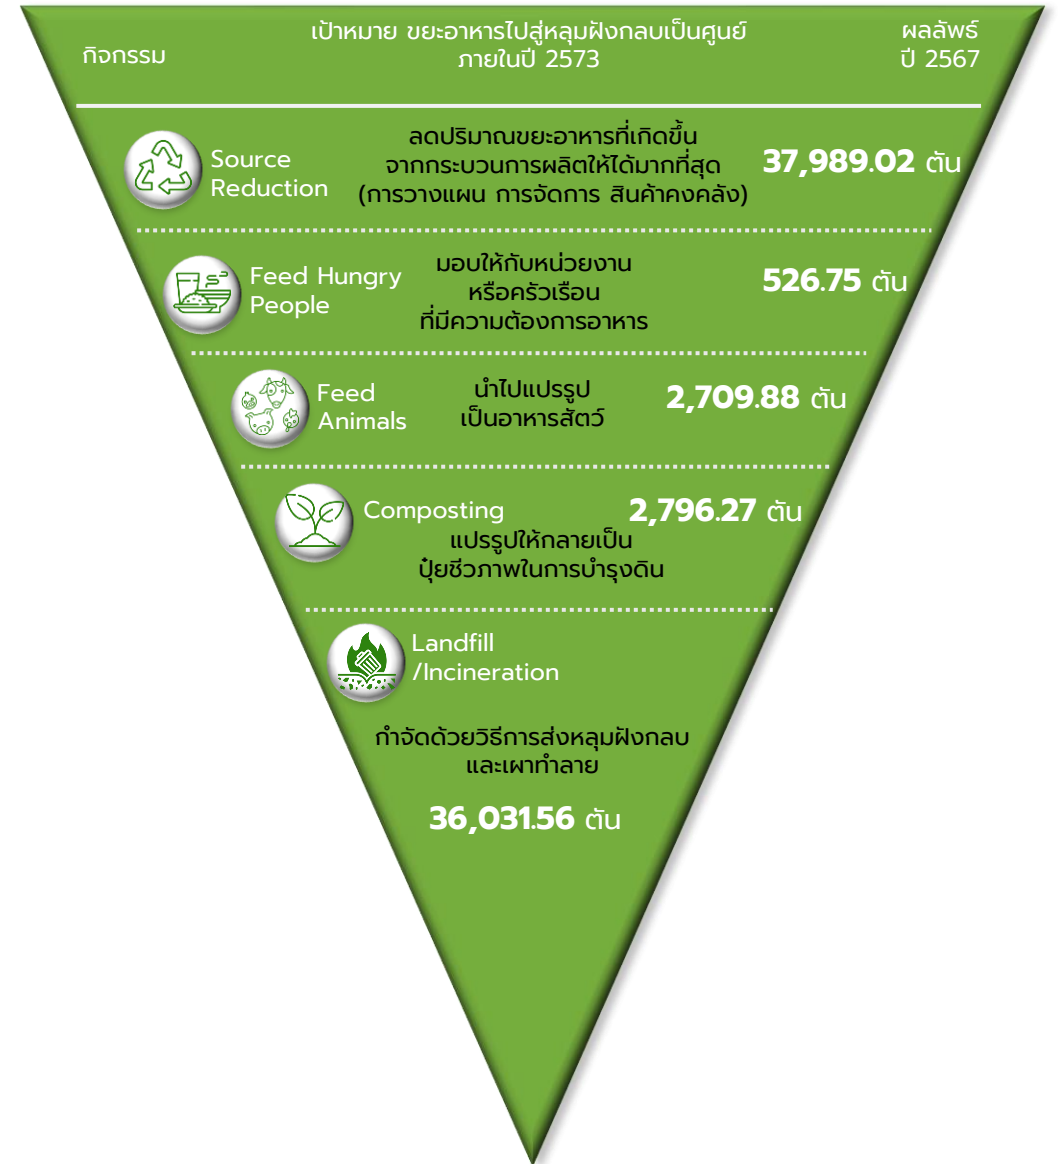 กิจกรรม
เป้าหมาย ขยะอาหารไปสู่หลุมฝังกลบเป็นศูนย์
ภายในปี 2573
ผลลัพธ์
ปี 2567
Source
Reduction
ลดปริมาณขยะอาหารที่เกิดขึ้น
จากกระบวนการผลิตให้ได้มากที่สุด
(การวางแผน การจัดการ สินค้าคงคลัง)
37,989.02 ตัน
Feed Hungry
People
มอบให้กับหน่วยงาน
หรือครัวเรือน
ที่มีความต้องการอาหาร
526.75 ตัน
Feed
Animals
นำไปแปรรูป
เป็นอาหารสัตว์
2,709.88 ตัน
Composting
2,796.27 ตัน
แปรรูปให้กลายเป็น
ปุ๋ยชีวภาพในการบำรุงดิน
Landfill
/Incineration
กำจัดด้วยวิธีการส่งหลุมฝังกลบ
และเผาทำลาย
36,031.56 ตัน